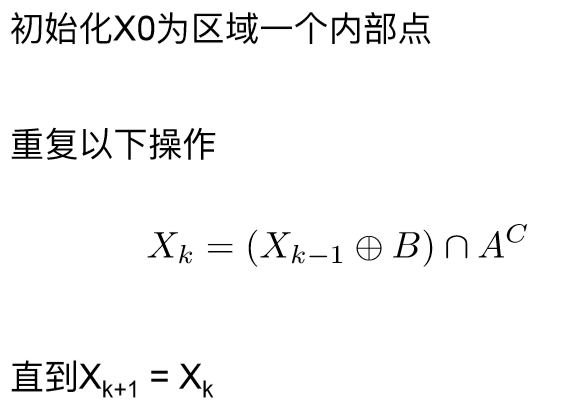 初始化X0为区域一个内部点
重复以下操作
X_k = (X_{k-1} ⊕ B) ∩ A^C
直到X_{k+1} = X_k